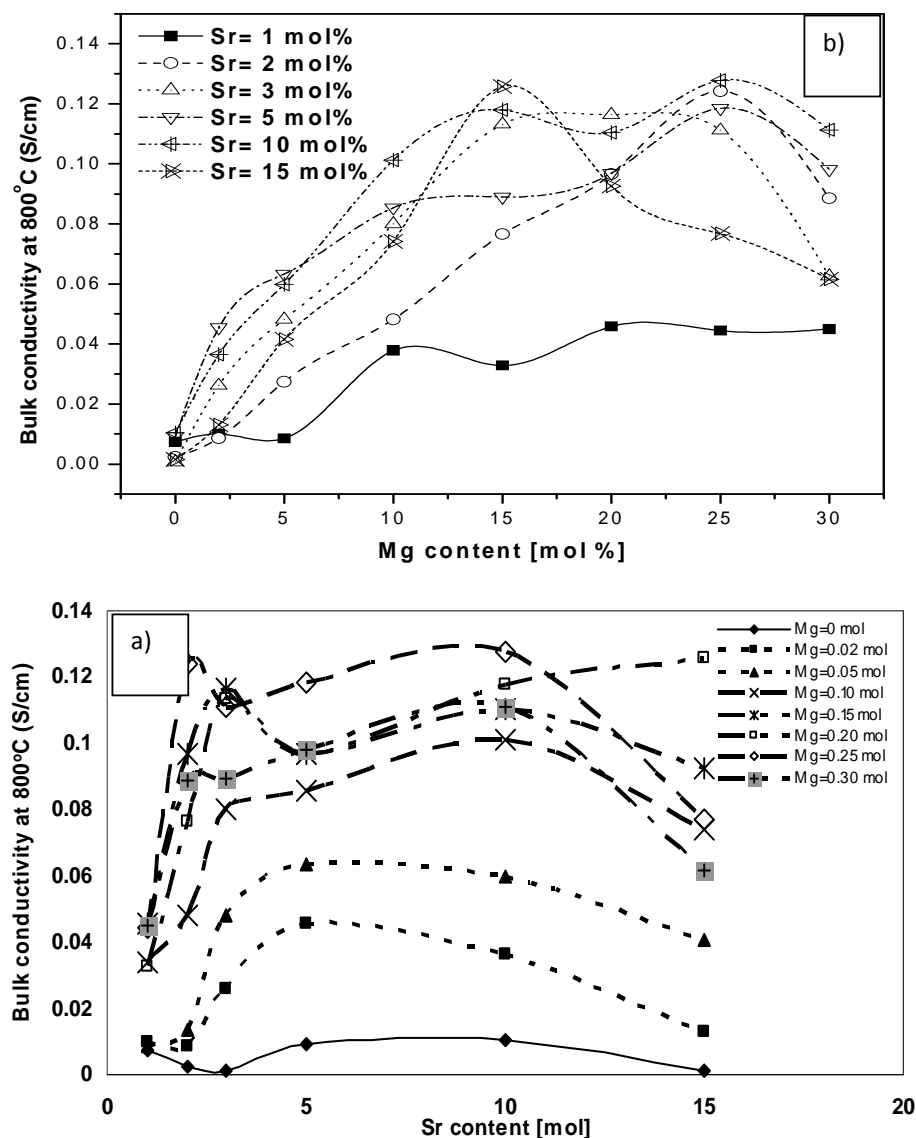 b)
Sr= 1 mol%
Sr= 2 mol%
Sr= 3 mol%
Sr= 5 mol%
Sr= 10 mol%
Sr= 15 mol%
0.14
0.12
0.10
0.08
0.06
0.04
0.02
0.00
Bulk conductivity at 800°C (S/cm)
0 5 10 15 20 25 30
Mg content [mol %]
a)
Mg=0 mol
Mg=0.02 mol
Mg=0.05 mol
Mg=0.10 mol
Mg=0.15 mol
Mg=0.20 mol
Mg=0.25 mol
Mg=0.30 mol
0.14
0.12
0.1
0.08
0.06
0.04
0.02
0
Bulk conductivity at 800ºC (S/cm)
0 5 10 15 20
Sr content [mol]